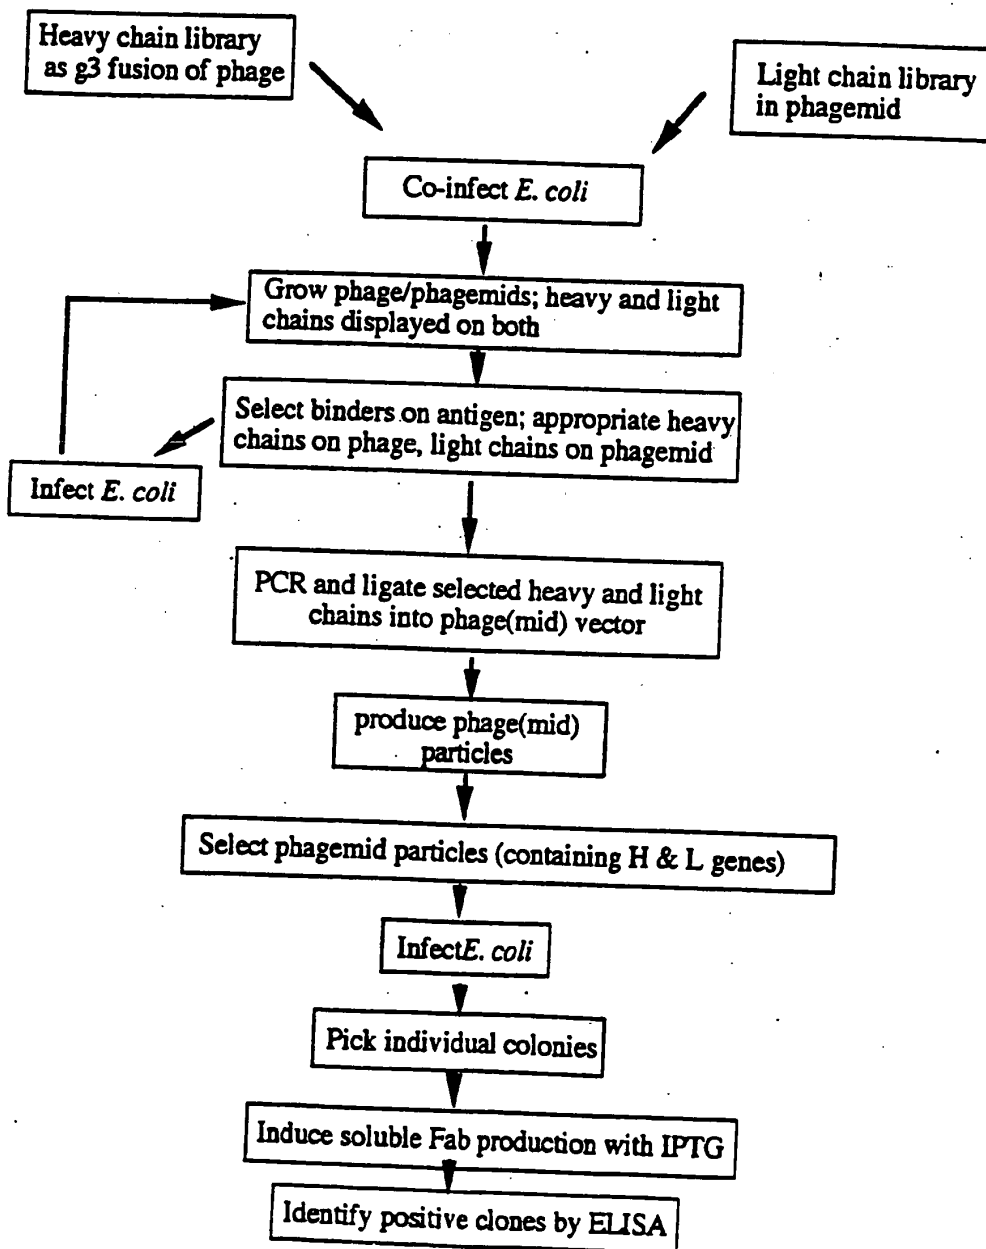 Heavy chain library
as g3 fusion of phage
Light chain library
in phagemid
Co-infect E. coli
Grow phage/phagemids; heavy and light
chains displayed on both
Select binders on antigen; appropriate heavy
chains on phage, light chains on phagemid
Infect E. coli
PCR and ligate selected heavy and light
chains into phage(mid) vector
produce phage(mid)
particles
Select phagemid particles (containing H & L genes)
InfectE. coli
Pick individual colonies
Induce soluble Fab production with IPTG
Identify positive clones by ELISA